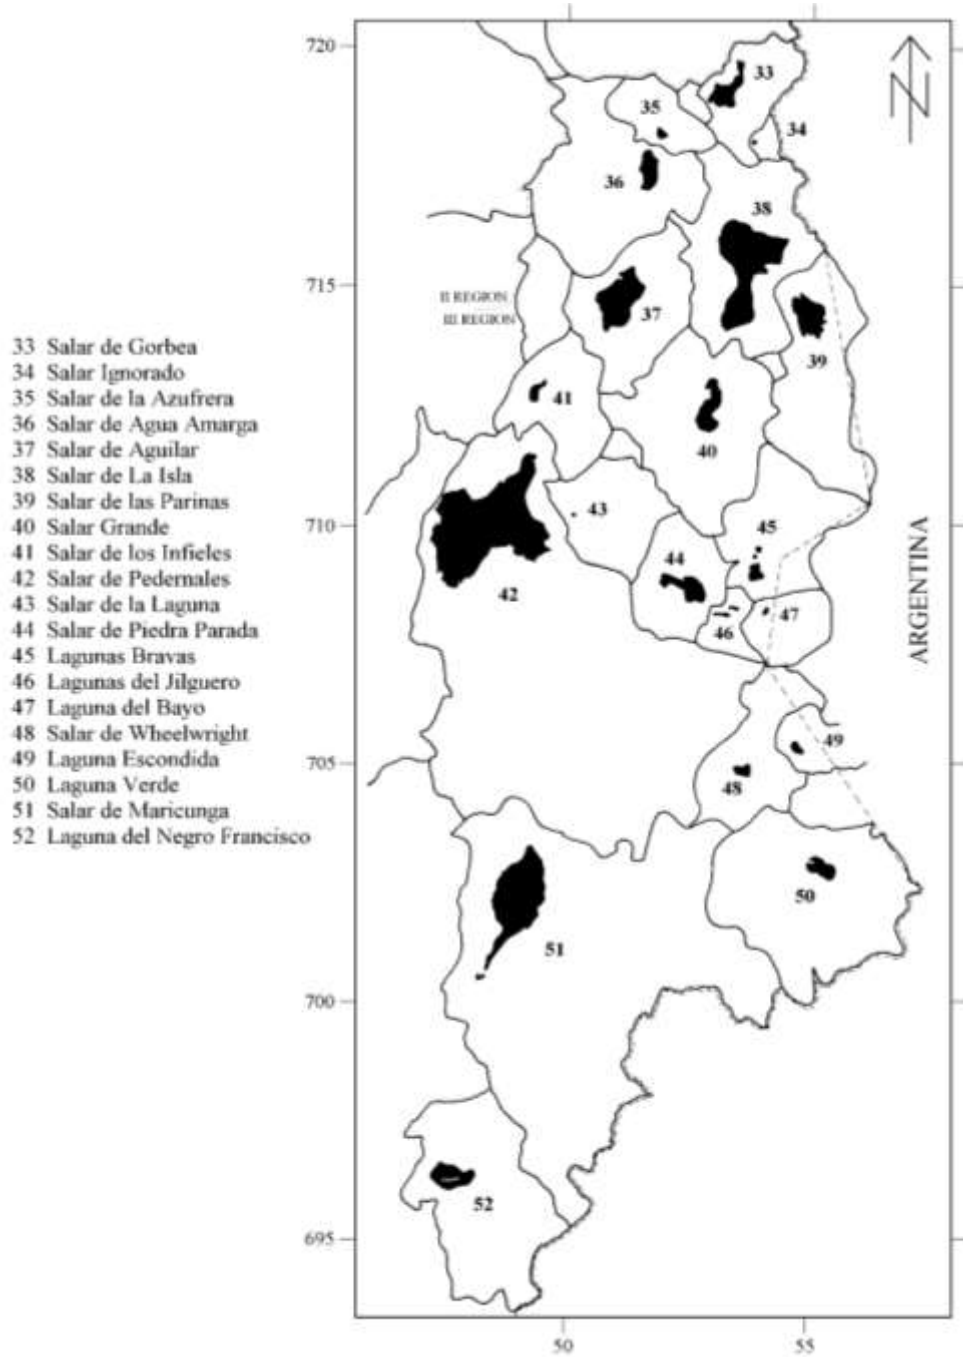 33 Salar de Gorbea
34 Salar Ignorado
35 Salar de la Azufrera
36 Salar de Agua Amarga
37 Salar de Aguilar
38 Salar de La Isla
39 Salar de las Parinas
40 Salar Grande
41 Salar de los Infieles
42 Salar de Pedernales
43 Salar de la Laguna
44 Salar de Piedra Parada
45 Lagunas Bravas
46 Lagunas del Jilguero
47 Laguna del Bayo
48 Salar de Wheelwright
49 Laguna Escondida
50 Laguna Verde
51 Salar de Maricunga
52 Laguna del Negro Francisco
720
33
35
34
36
38
715
II REGION
III REGION
37
39
41
40
43
710
45
44
42
47
46
ARGENTINA
49
705
48
50
51
700
52
695
50
55
N